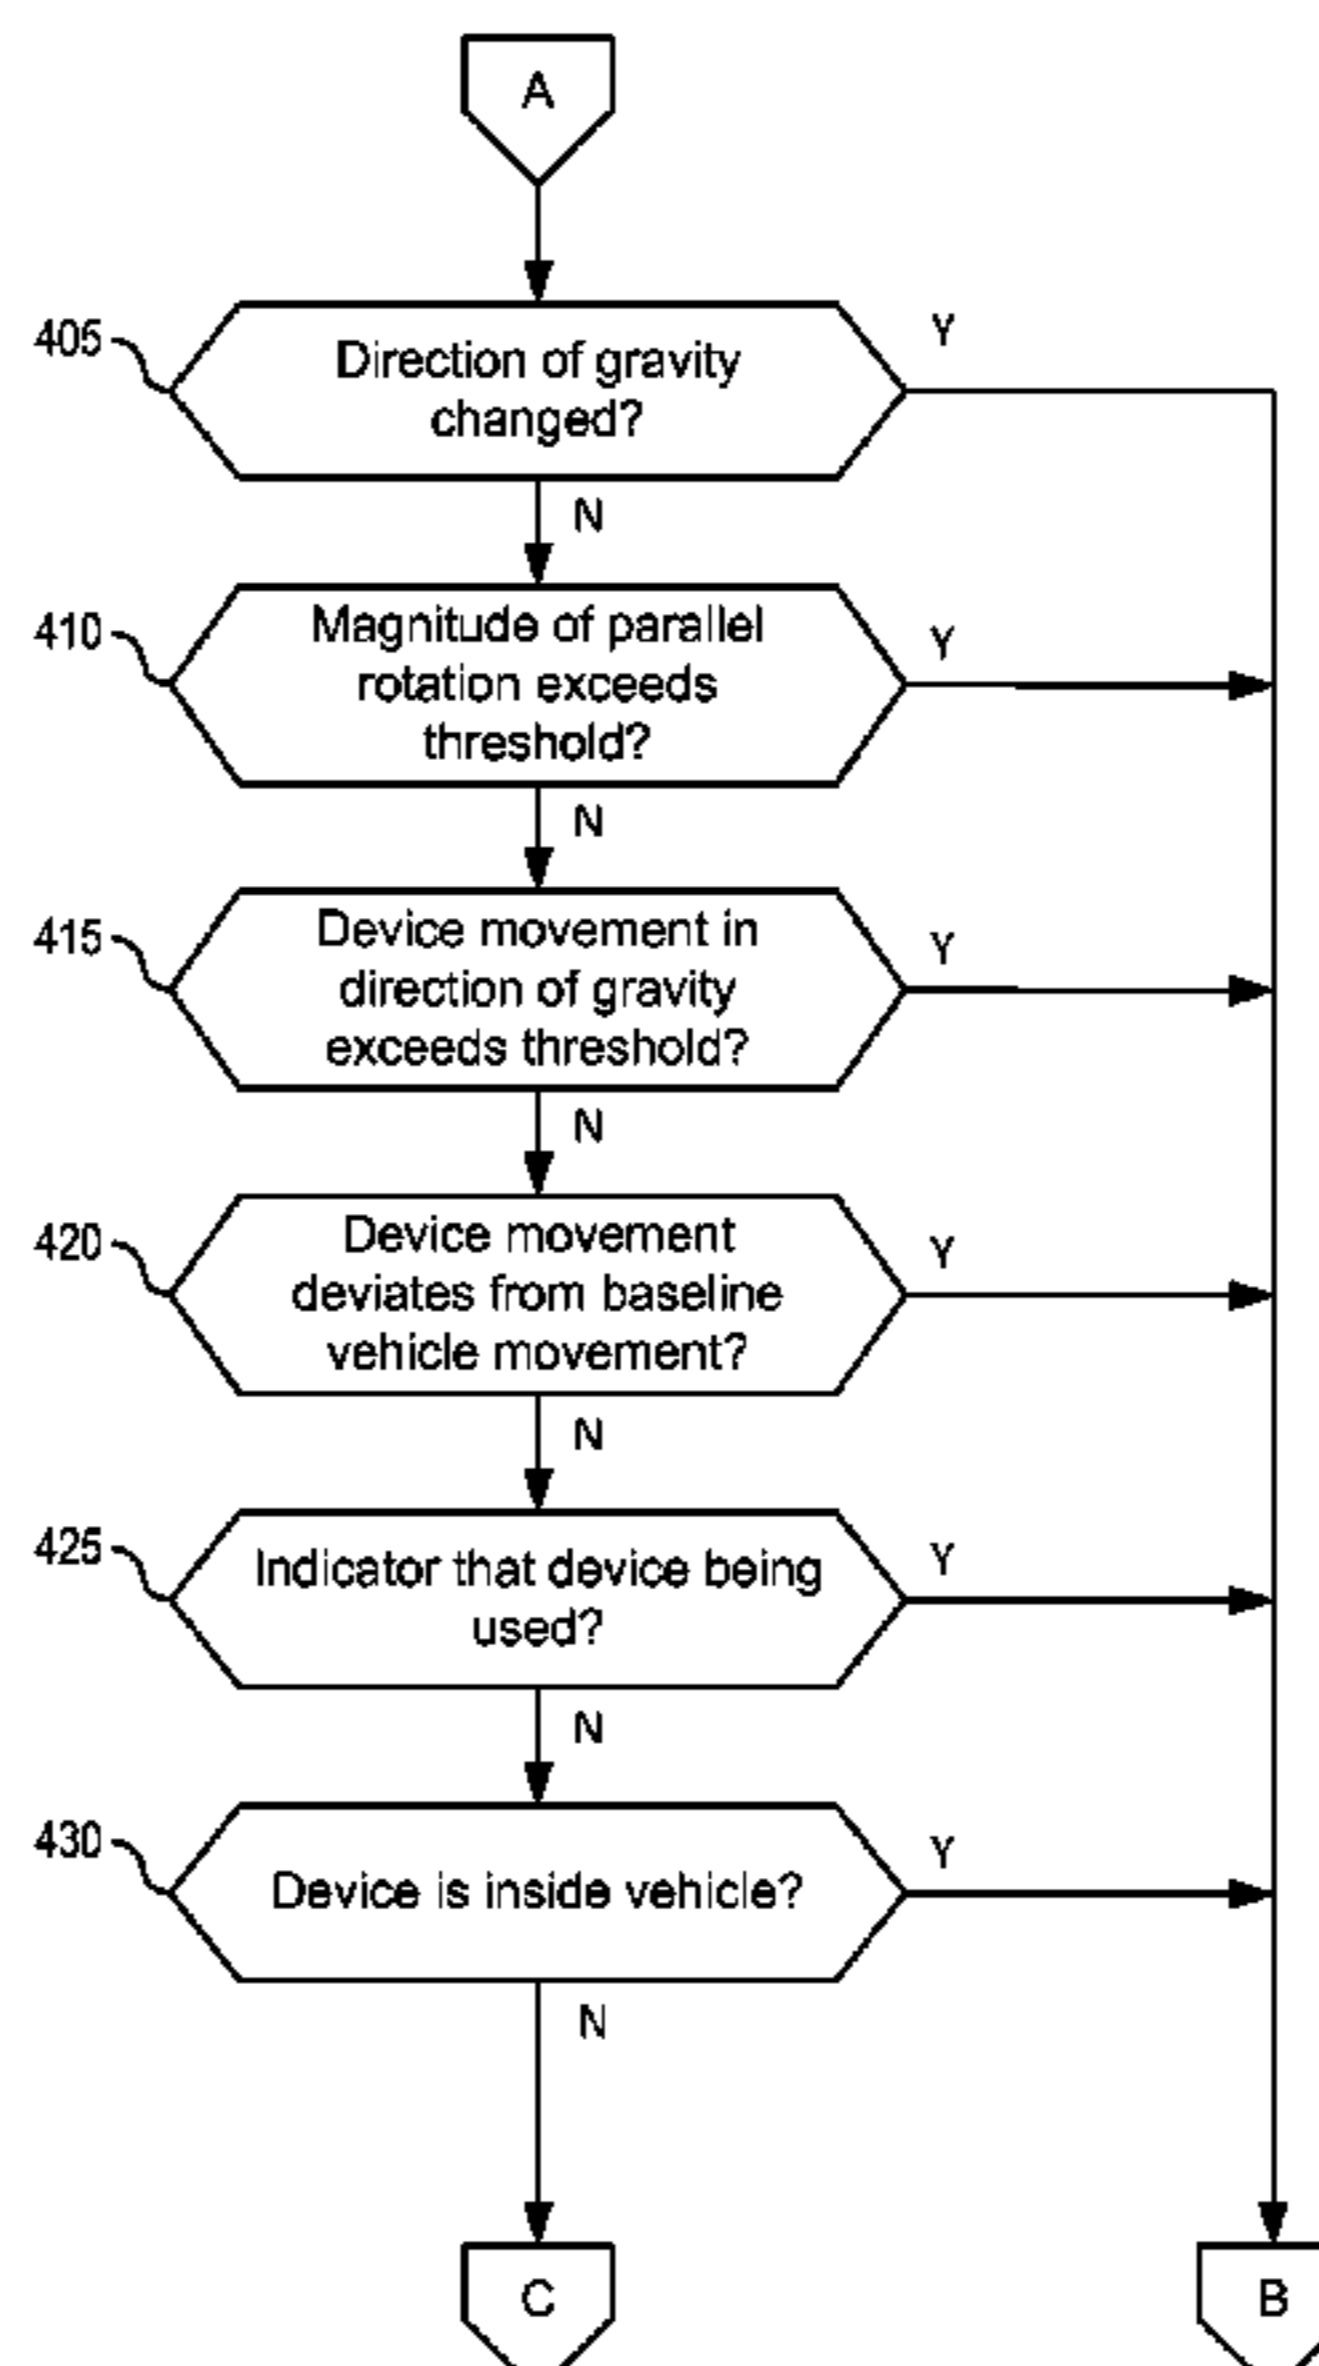 A
405
Direction of gravity
changed?
Y
N
410
Magnitude of parallel
rotation exceeds
threshold?
Y
N
415
Device movement in
direction of gravity
exceeds threshold?
Y
N
420
Device movement
deviates from baseline
vehicle movement?
Y
N
425
Indicator that device being
used?
Y
N
430
Device is inside vehicle?
Y
N
C
B